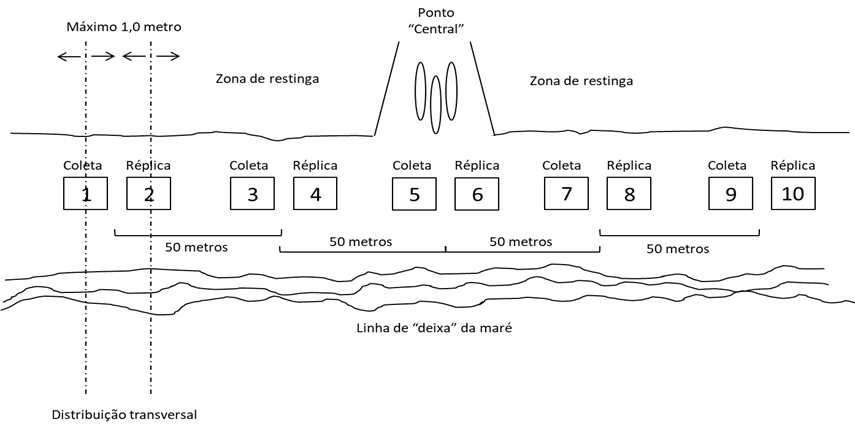 Ponto
“Central”
Máximo 1,0 metro
Zona de restinga
Zona de restinga
Coleta Réplica Coleta Réplica Coleta Réplica Coleta Réplica Coleta Réplica
1 2 3 4 5 6 7 8 9 10
50 metros 50 metros 50 metros 50 metros
Linha de “deixa” da maré
Distribuição transversal